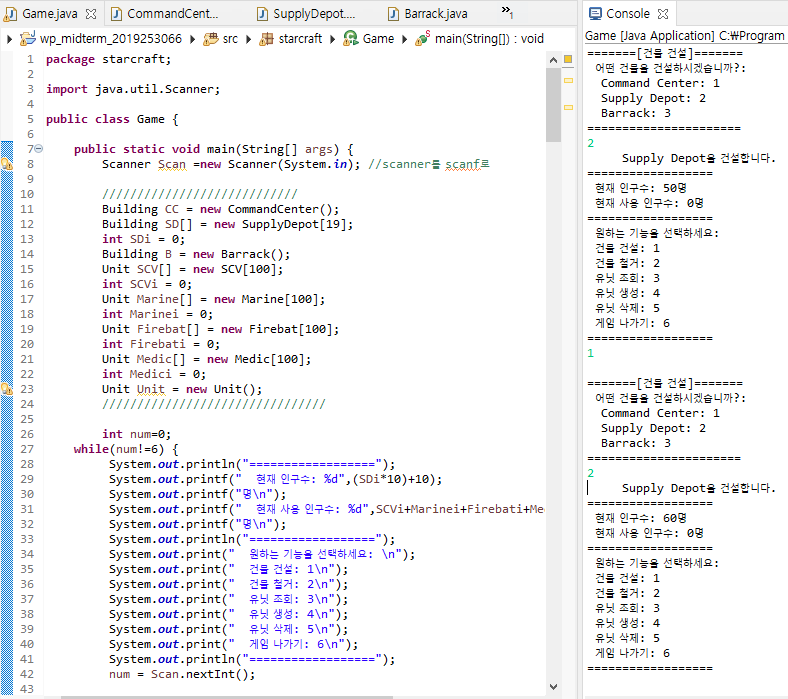 Game.java
CommandCent...
SupplyDepot....
Barrack.java
»1
wp_midterm_2019253066 src starcraft Game main(String[]) : void
1 package starcraft;
2
3 import java.util.Scanner;
4
5 public class Game {
6
7 public static void main(String[] args) {
8 Scanner Scan =new Scanner(System.in); //scanner를 scanf로
9
10 ////////////////////////////
11 Building CC = new CommandCenter();
12 Building SD[] = new SupplyDepot[19];
13 int SDi = 0;
14 Building B = new Barrack();
15 Unit SCV[] = new SCV[100];
16 int SCVi = 0;
17 Unit Marine[] = new Marine[100];
18 int Marinei = 0;
19 Unit Firebat[] = new Firebat[100];
20 int Firebati = 0;
21 Unit Medic[] = new Medic[100];
22 int Medici = 0;
23 Unit Unit = new Unit();
24 ////////////////////////////////
25
26 int num=0;
27 while(num!=6) {
28 System.out.println("==================");
29 System.out.printf("  현재 인구수: %d",(SDi*10)+10);
30 System.out.printf("명\n");
31 System.out.printf("  현재 사용 인구수: %d",SCVi+Marinei+Firebati+Me
32 System.out.printf("명\n");
33 System.out.println("==================");
34 System.out.print("  원하는 기능을 선택하세요: \n");
35 System.out.print("  건물 건설: 1\n");
36 System.out.print("  건물 철거: 2\n");
37 System.out.print("  유닛 조회: 3\n");
38 System.out.print("  유닛 생성: 4\n");
39 System.out.print("  유닛 삭제: 5\n");
40 System.out.print("  게임 나가기: 6\n");
41 System.out.println("==================");
42 num = Scan.nextInt();
43
Console
Game [Java Application] C:\Program
=======[건물 건설]=======
어떤 건물을 건설하시겠습니까?:
Command Center: 1
Supply Depot: 2
Barrack: 3
======================
2
Supply Depot을 건설합니다.
==================
현재 인구수: 50명
현재 사용 인구수: 0명
==================
원하는 기능을 선택하세요:
건물 건설: 1
건물 철거: 2
유닛 조회: 3
유닛 생성: 4
유닛 삭제: 5
게임 나가기: 6
==================
1
=======[건물 건설]=======
어떤 건물을 건설하시겠습니까?:
Command Center: 1
Supply Depot: 2
Barrack: 3
======================
2
Supply Depot을 건설합니다.
==================
현재 인구수: 60명
현재 사용 인구수: 0명
==================
원하는 기능을 선택하세요:
건물 건설: 1
건물 철거: 2
유닛 조회: 3
유닛 생성: 4
유닛 삭제: 5
게임 나가기: 6
==================